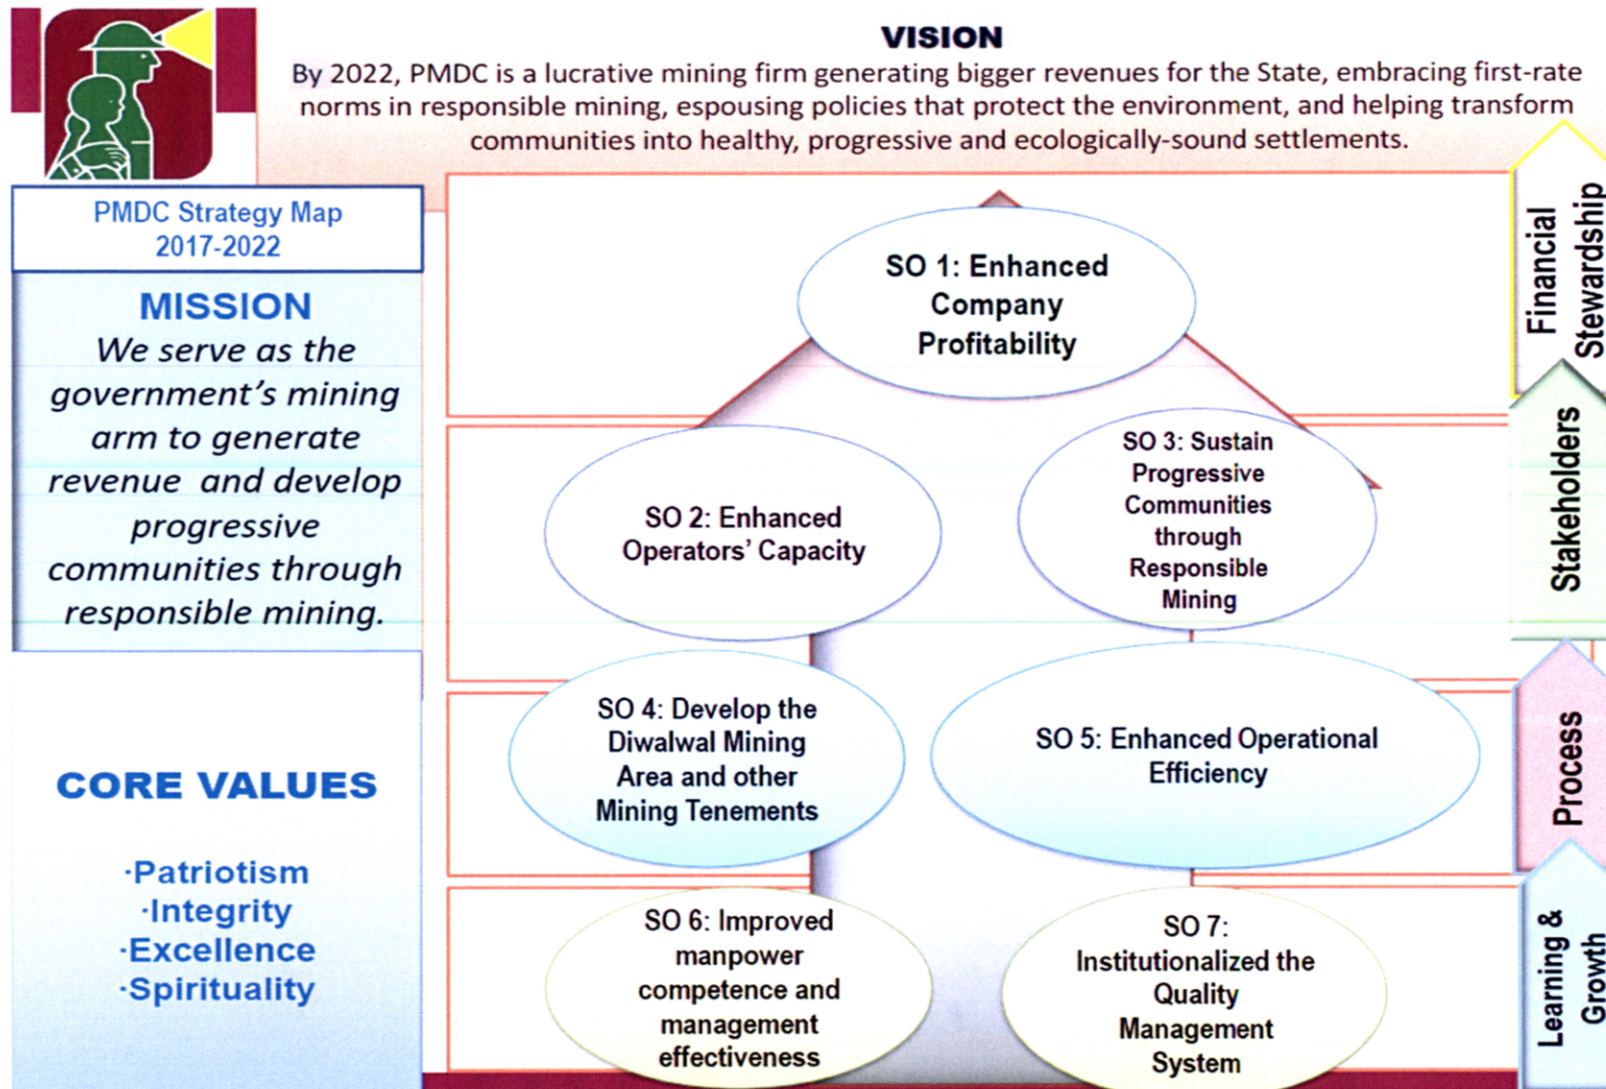 VISION
By 2022, PMDC is a lucrative mining firm generating bigger revenues for the State, embracing first-rate
norms in responsible mining, espousing policies that protect the environment, and helping transform
communities into healthy, progressive and ecologically-sound settlements.
PMDC Strategy Map
2017-2022
MISSION
We serve as the
government's mining
arm to generate
revenue and develop
progressive
communities through
responsible mining.
CORE VALUES
·Patriotism
·Integrity
·Excellence
·Spirituality
SO 1: Enhanced
Company
Profitability
Financial
Stewardship
SO 2: Enhanced
Operators' Capacity
SO 3: Sustain
Progressive
Communities
through
Responsible
Mining
Stakeholders
SO 4: Develop the
Diwalwal Mining
Area and other
Mining Tenements
SO 5: Enhanced Operational
Efficiency
Process
SO 6: Improved
manpower
competence and
management
effectiveness
SO 7:
Institutionalized the
Quality
Management
System
Learning &
Growth